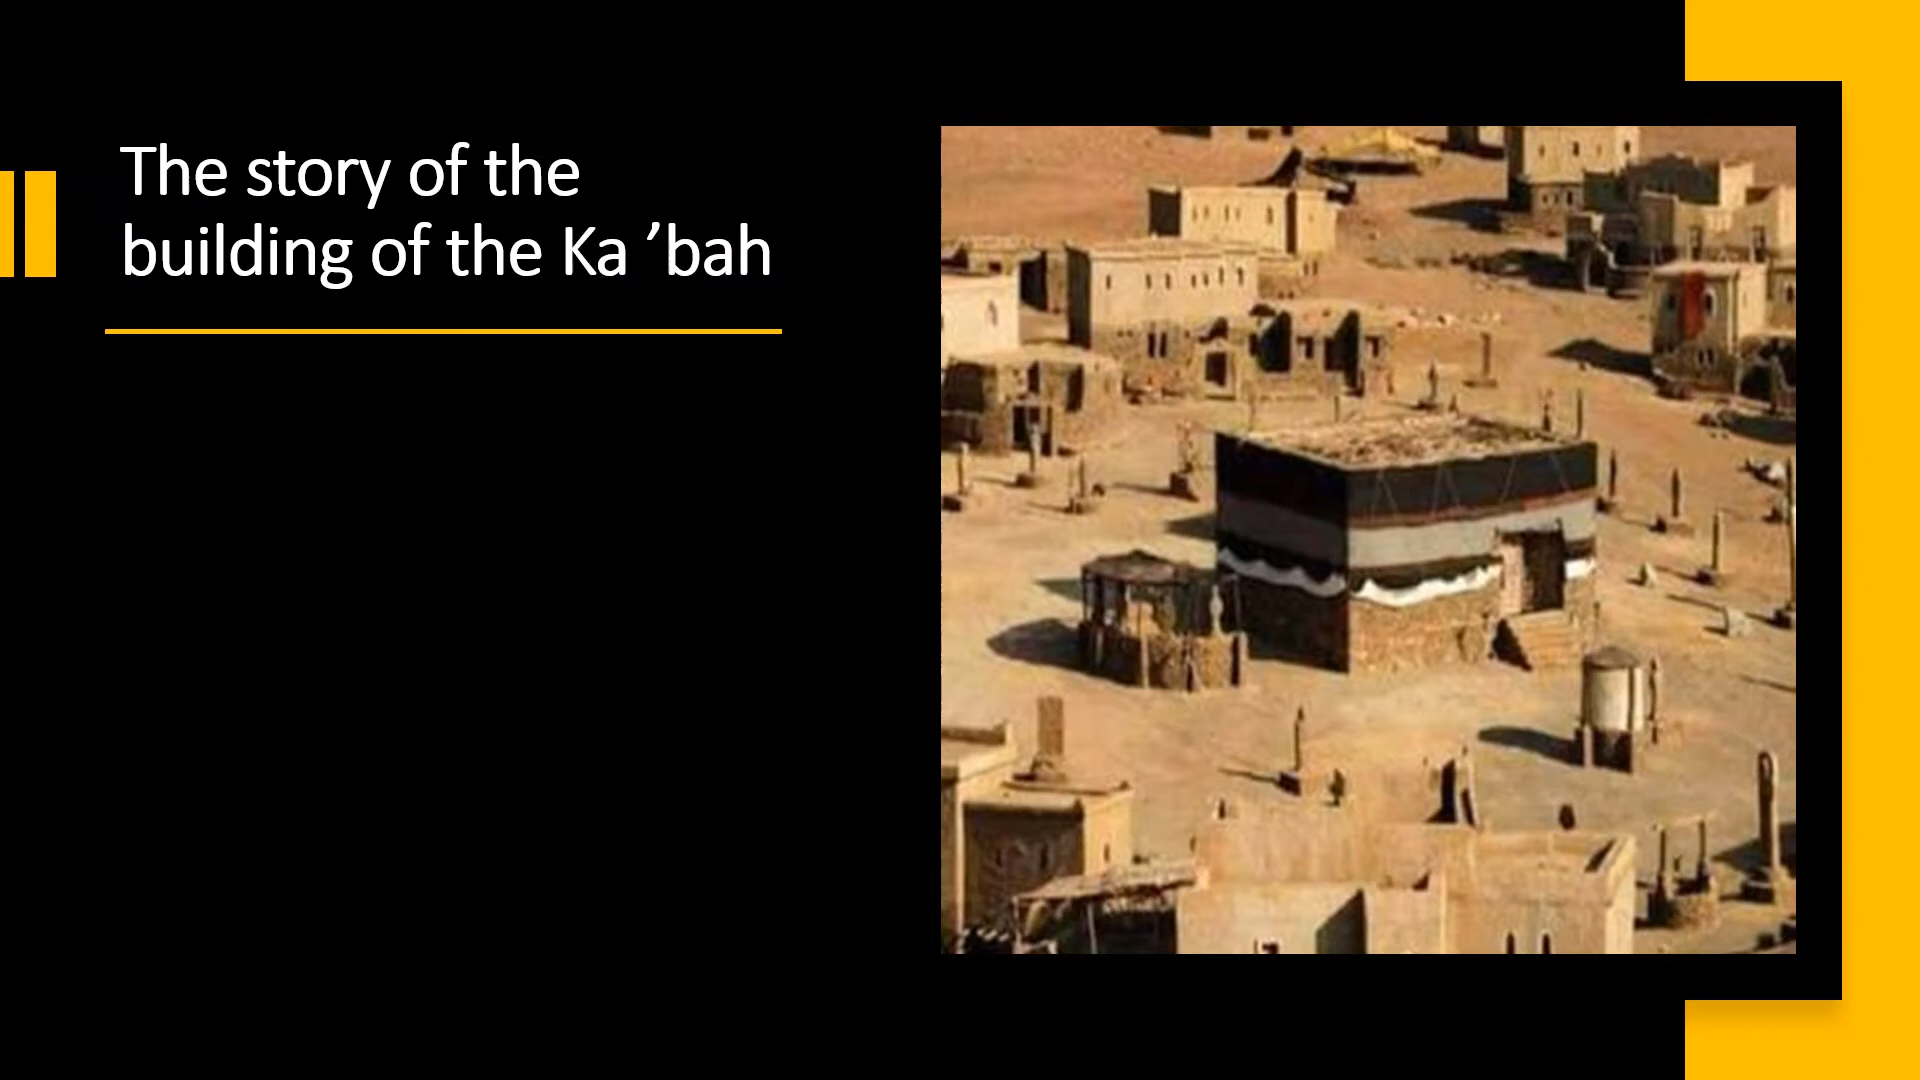 The story of the
building of the Ka ’bah